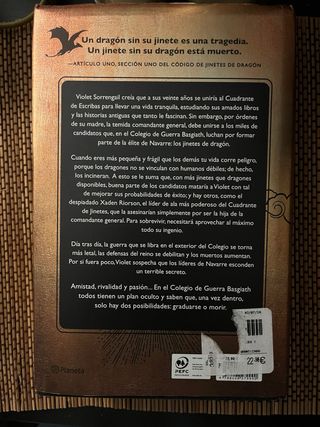 Un dragón sin su jinete es una tragedia.
Un jinete sin su dragón está muerto.
—ARTÍCULO UNO, SECCIÓN UNO DEL CÓDIGO DE JINETES DE DRAGÓN
Violet Sorrengail creía que a sus veinte años se uniría al Cuadrante
de Escribas para llevar una vida tranquila, estudiando sus amados libros
y las historias antiguas que tanto le fascinan. Sin embargo, por órdenes
de su madre, la temida comandante general, debe unirse a los miles de
candidatos que, en el Colegio de Guerra Basgiath, luchan por formar
parte de la élite de Navarre: los jinetes de dragón.
Cuando eres más pequeña y frágil que los demás tu vida corre peligro,
porque los dragones no se vinculan con humanos débiles; de hecho,
los incineran. A esto se le suma que, con más jinetes que dragones
disponibles, buena parte de los candidatos mataría a Violet con tal
de mejorar sus probabilidades de éxito; y hay otros, como el
despiadado Xaden Riorson, el líder de ala más poderoso del Cuadrante
de Jinetes, que la asesinarían simplemente por ser la hija de la
comandante general. Para sobrevivir, necesitará aprovechar al máximo
todo su ingenio.
Día tras día, la guerra que se libra en el exterior del Colegio se torna
más letal, las defensas del reino se debilitan y los muertos aumentan.
Por si fuera poco, Violet sospecha que los líderes de Navarre esconden
un terrible secreto.
Amistad, rivalidad y pasión... En el Colegio de Guerra Basgiath
todos tienen un plan oculto y saben que, una vez dentro,
solo hay dos posibilidades: graduarse o morir.
Planeta
PEFC
€